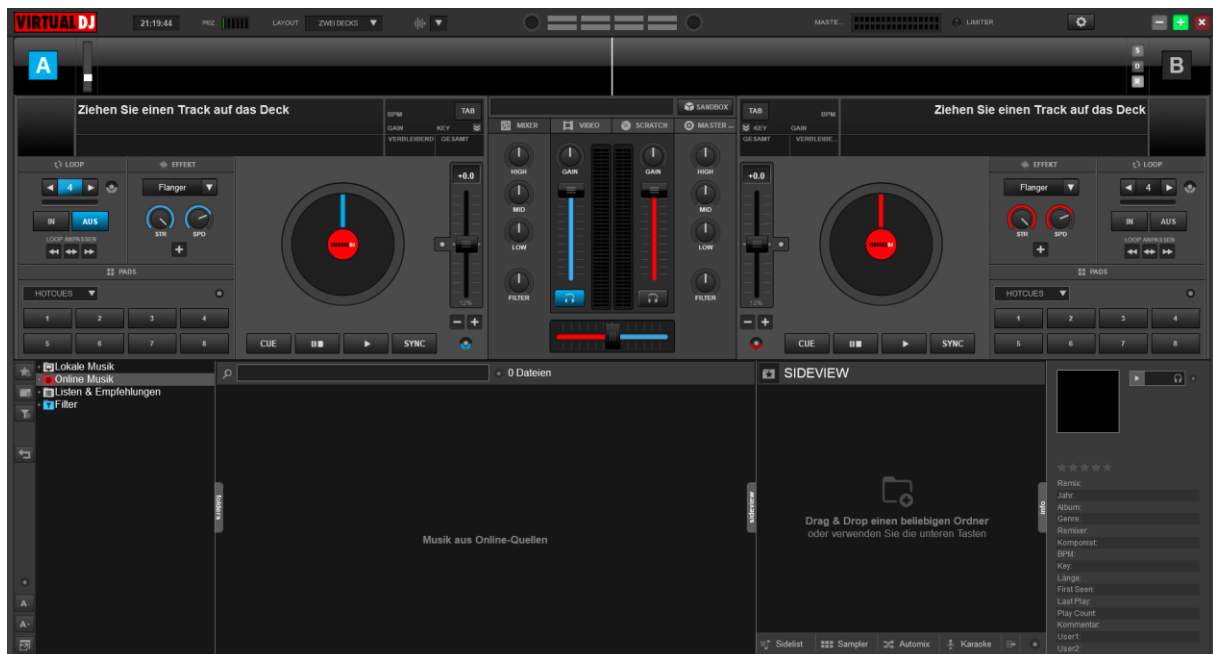 VIRTUAL DJ 21:19:44 LAYOUT ZWEI DECKS MASTE... LIMITER
A S D R B
Ziehen Sie einen Track auf das Deck BPM TAB SANDBOX TAB BPM Ziehen Sie einen Track auf das Deck
GAIN KEY MIXER VIDEO SCRATCH MASTER ... KEY GAIN
VERBLEIBEND GESAMT GESAMT VERBLEIBE...
LOOP EFFEKT EFFEKT LOOP
+0.0 HIGH GAIN GAIN HIGH +0.0
4 Flanger Flanger 4
IN AUS MID MID IN AUS
STR SPD STR SPD
LOOP ANPASSER LOW LOW LOOP ANPASSER
PADS PADS
HOTCUES FILTER FILTER HOTCUES
12% 12%
1 2 3 4 1 2 3 4
5 6 7 8 CUE SYNC CUE SYNC 5 6 7 8
Lokale Musik 0 Dateien SIDEVIEW
Online Musik
Listen & Empfehlungen
Filter
folders
sideview
info
Musik aus Online-Quellen
Drag & Drop einen beliebigen Ordner
oder verwenden Sie die unteren Tasten
Remix:
Jahr:
Album:
Genre:
Remixer:
Komponist:
BPM:
Key:
Länge:
First Seen:
Last Play:
Play Count:
Kommentar:
User1:
User2:
A-
A+
Sidelist Sampler Automix Karaoke